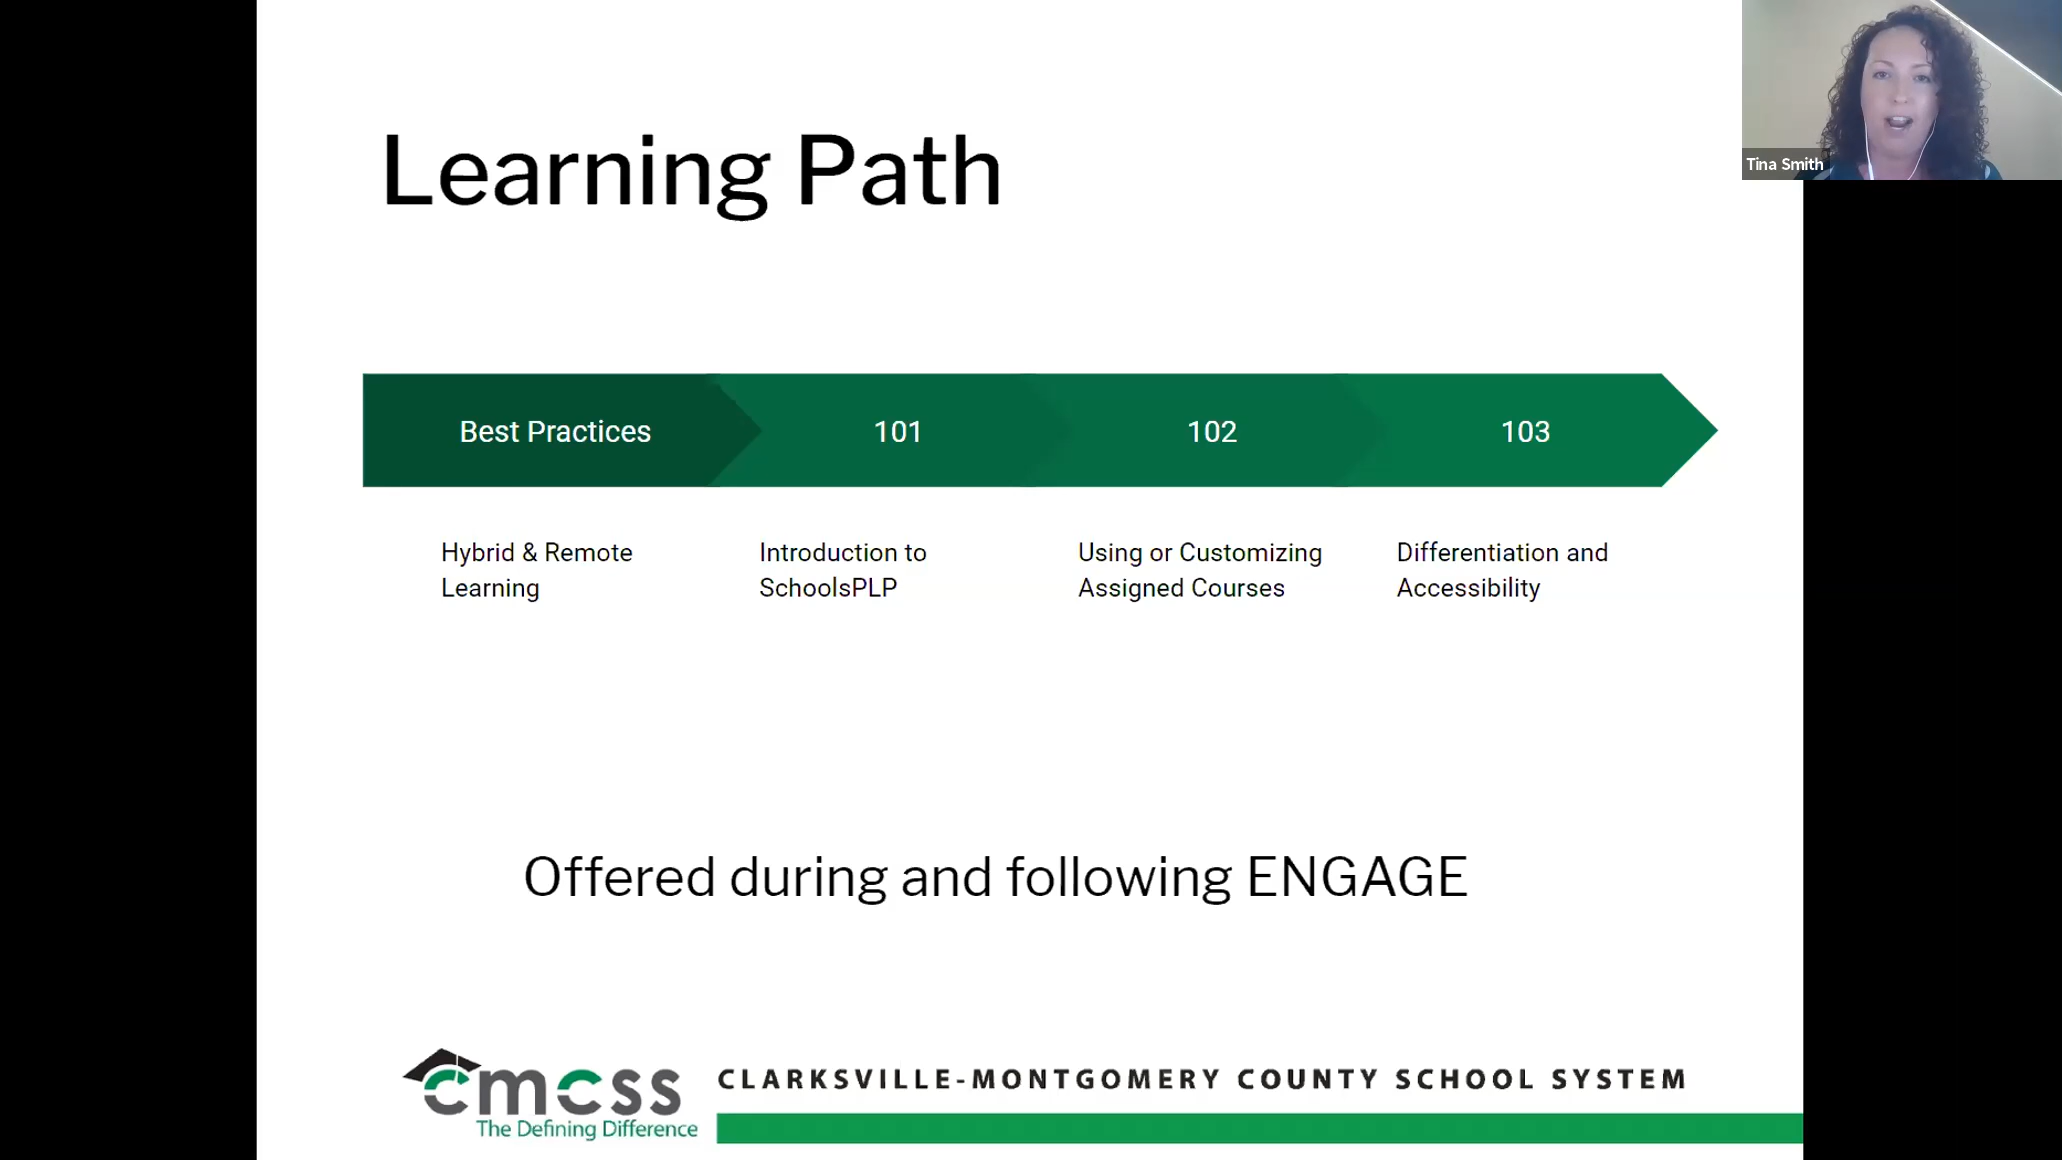 Tina Smith
Learning Path
Best Practices
101
102
103
Hybrid & Remote
Learning
Introduction to
SchoolsPLP
Using or Customizing
Assigned Courses
Differentiation and
Accessibility
Offered during and following ENGAGE
cmcss
The Defining Difference
CLARKSVILLE-MONTGOMERY COUNTY SCHOOL SYSTEM